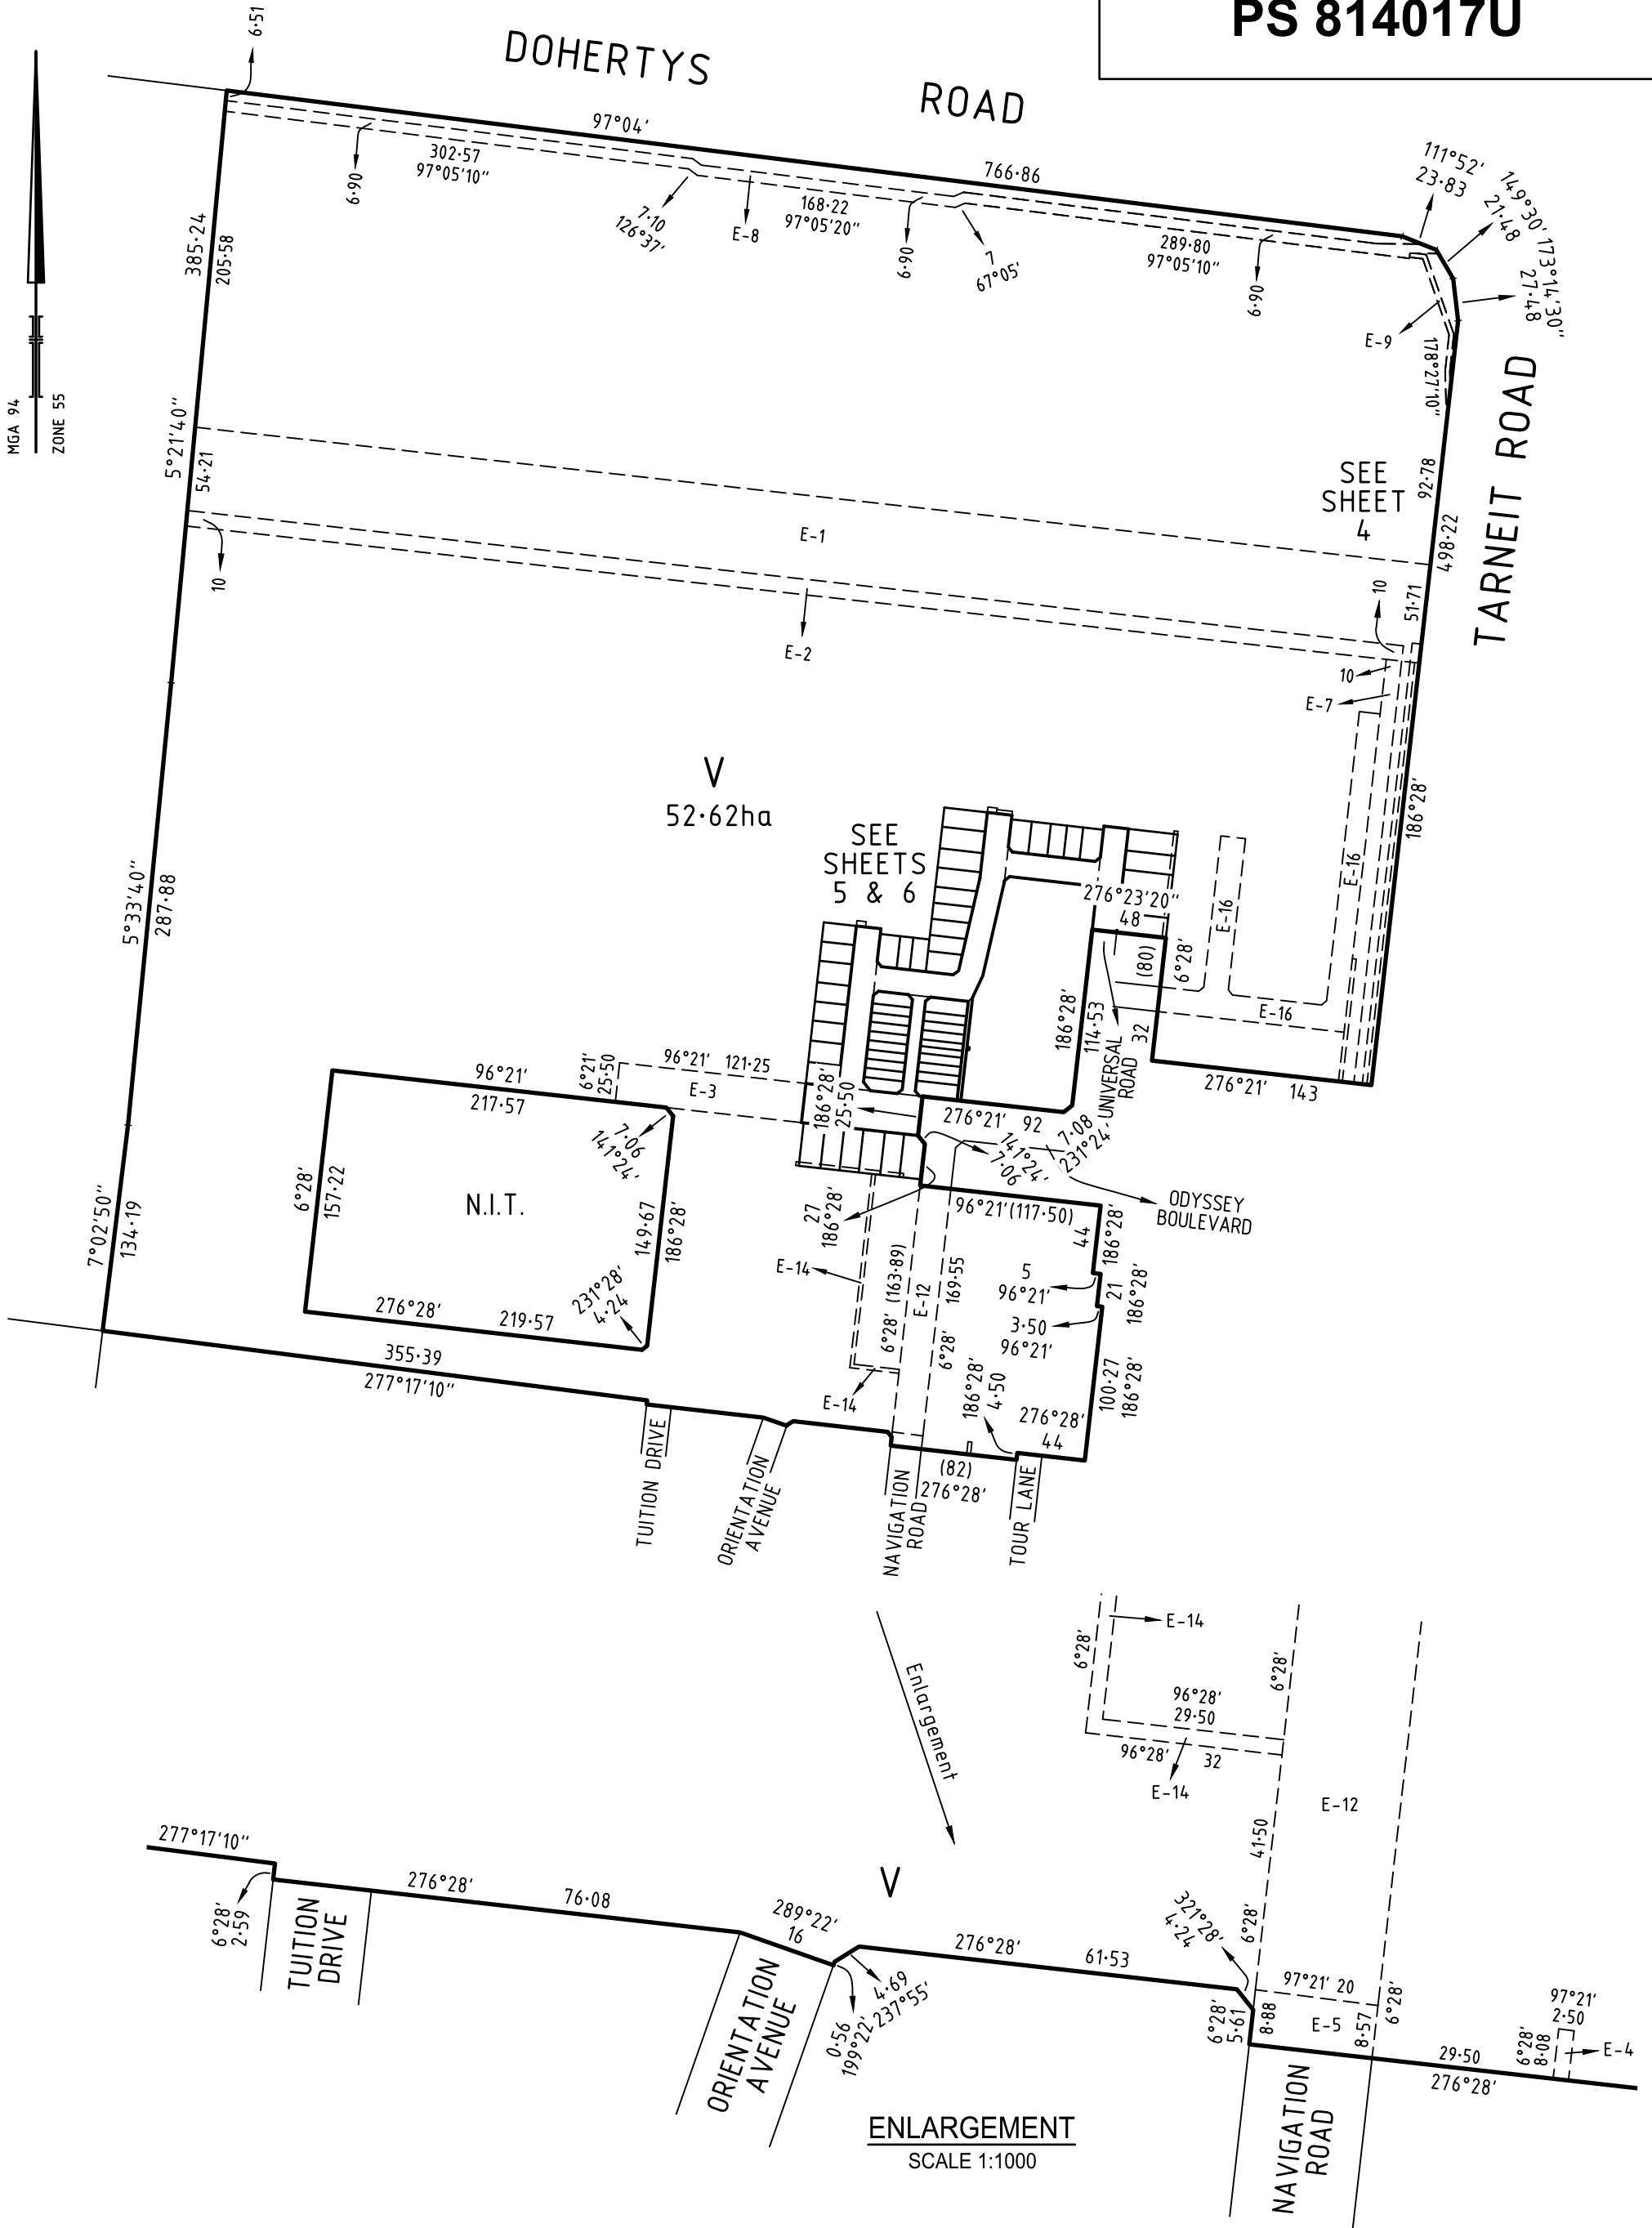 PS 814017U
MGA 94
ZONE 55
6·51
DOHERTYS
ROAD
97°04'
766·86
302·57
97°05'10"
6·90
7·10
126°37'
E-8
168·22
97°05'20"
6·90
7
67°05'
289·80
97°05'10"
6·90
111°52'
23·83
149°30'
21·48
173°14'30"
27·48
E-9
178°27'10"
385·24
205·58
5°21'40"
54·21
10
E-1
E-2
SEE
SHEET
4
92·78
498·22
TARNEIT ROAD
10
51·71
10
E-7
186°28'
E-16
V
52·62ha
SEE
SHEETS
5 & 6
276°23'20"
48
(80)
6°28'
E-16
E-16
186°28'
114·53
32
UNIVERSAL
ROAD
276°21' 143
5°33'40"
287·88
96°21'
217·57
6°21'
25·50
96°21' 121·25
E-3
186°28'
25·50
276°21' 92
7·08
231°24'
141°24'
7·06
7·06
141°24'
6°28'
157·22
N.I.T.
149·67
186°28'
27
186°28'
96°21'(117·50)
ODYSSEY
BOULEVARD
44
186°28'
7°02'50"
134·19
E-14
6°28' (163·89)
E-12
169·55
6°28'
5
96°21'
21
186°28'
3·50
96°21'
231°28'
4·24
276°28'
219·57
355·39
277°17'10"
E-14
186°28'
4·50
276°28'
44
100·27
186°28'
(82)
276°28'
TUITION DRIVE
ORIENTATION
AVENUE
NAVIGATION
ROAD
TOUR LANE
Enlargement
E-14
6°28'
6°28'
96°28'
29·50
96°28' 32
E-14
E-12
41·50
277°17'10"
6°28'
2·59
TUITION
DRIVE
276°28' 76·08
V
289°22'
16
4·69
237°55'
0·56
199°22'
ORIENTATION
AVENUE
276°28' 61·53
321°28'
4·24
6°28'
97°21' 20
6°28'
5·61
8·88
E-5
8·57
6°28'
97°21'
2·50
6°28'
8·08
E-4
29·50
276°28'
NAVIGATION
ROAD
ENLARGEMENT
SCALE 1:1000